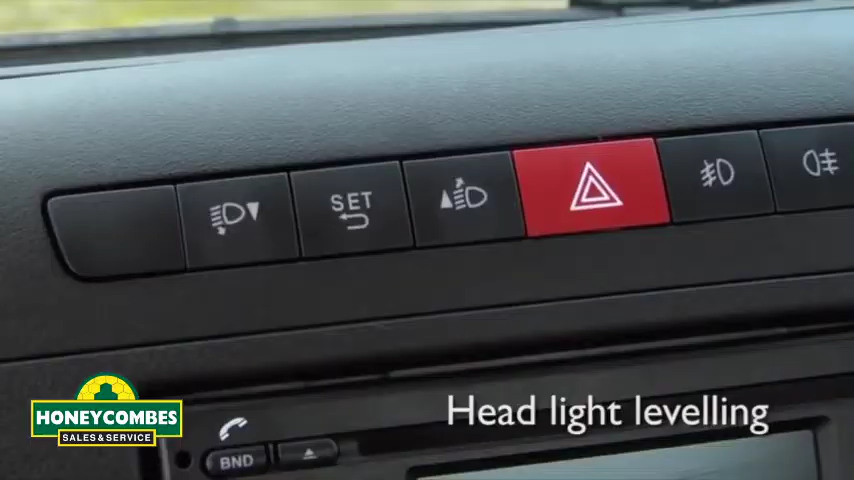 SET
Head light levelling
HONEYCOMBES
SALES & SERVICE
BND